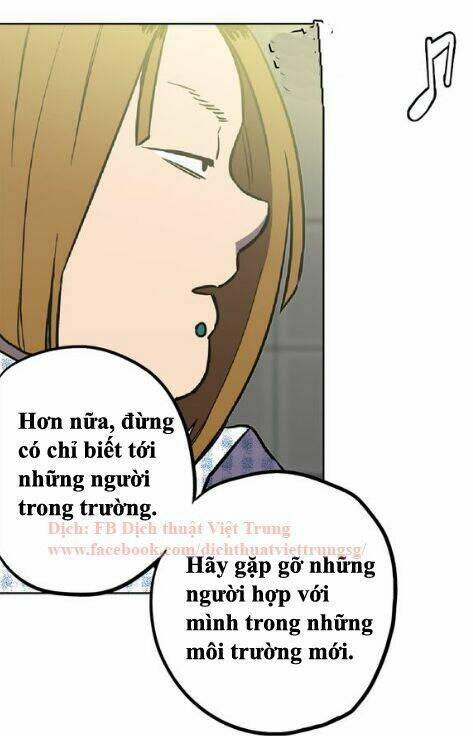 Hơn nữa, đừng
có chỉ biết tới
những người
trong trường.
Dịch: FB Dịch thuật Việt Trung
www.facebook.com/dichthuatviettrungsg/
Hãy gặp gỡ những
người hợp với
mình trong những
môi trường mới.